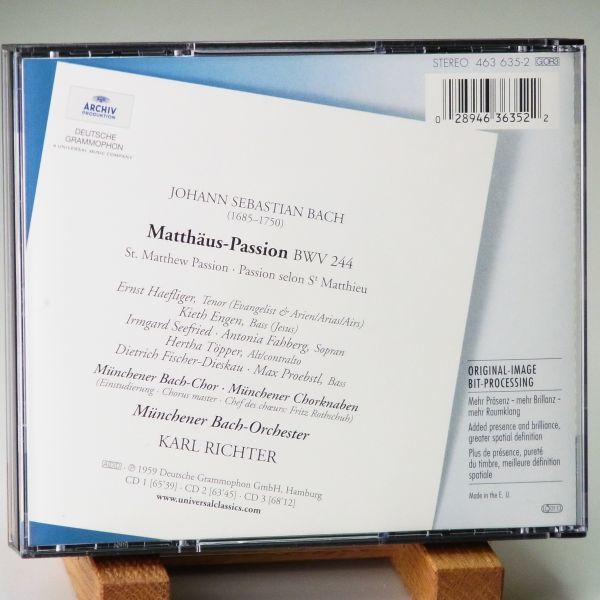 STEREO 463 635-2 GOR3
0 28946 36352 2
ARCHIV
PRODUKTION
DEUTSCHE
GRAMMOPHON
A UNIVERSAL MUSIC COMPANY
JOHANN SEBASTIAN BACH
(1685–1750)
Matthäus-Passion BWV 244
St. Matthew Passion · Passion selon St Matthieu
Ernst Haefliger, Tenor (Evangelist & Arien/Arias/Airs)
Kieth Engen, Bass (Jesus)
Irmgard Seefried · Antonia Fahberg, Sopran
Hertha Töpper, Alt/contralto
Dietrich Fischer-Dieskau · Max Proebstl, Bass
Münchener Bach-Chor · Münchener Chorknaben
(Einstudierung · Chorus master · Chef des chœurs: Fritz Rothschuh)
Münchener Bach-Orchester
KARL RICHTER
ADD ℗ 1959 Deutsche Grammophon GmbH, Hamburg
CD 1 [65'39] · CD 2 [63'45] · CD 3 [68'12]
www.universalclassics.com
ORIGINAL-IMAGE
BIT-PROCESSING
Mehr Präsenz – mehr Brillanz –
mehr Raumklang
Added presence and brilliance,
greater spatial definition
Plus de présence, pureté
du timbre, meilleure définition
spatiale
Made in the E. U.